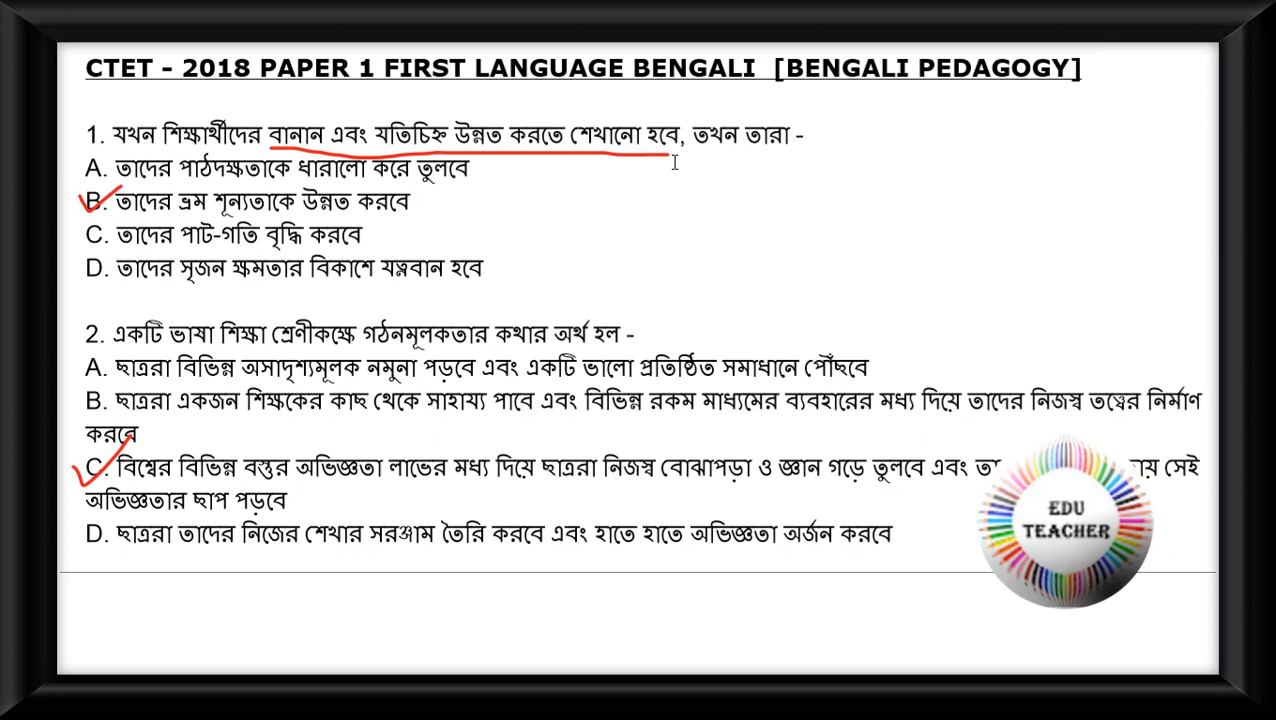 CTET - 2018 PAPER 1 FIRST LANGUAGE BENGALI [BENGALI PEDAGOGY]
1. যখন শিক্ষার্থীদের বানান এবং যতিচিহ্ন উন্নত করতে শেখানো হবে, তখন তারা -
A. তাদের পাঠদক্ষতাকে ধারালো করে তুলবে
B. তাদের ভ্রম শূন্যতাকে উন্নত করবে
C. তাদের পাট-গতি বৃদ্ধি করবে
D. তাদের সৃজন ক্ষমতার বিকাশে যত্নবান হবে
2. একটি ভাষা শিক্ষা শ্রেণীকক্ষে গঠনমূলকতার কথার অর্থ হল -
A. ছাত্ররা বিভিন্ন অসাদৃশ্যমূলক নমুনা পড়বে এবং একটি ভালো প্রতিষ্ঠিত সমাধানে পৌঁছবে
B. ছাত্ররা একজন শিক্ষকের কাছ থেকে সাহায্য পাবে এবং বিভিন্ন রকম মাধ্যমের ব্যবহারের মধ্য দিয়ে তাদের নিজস্ব তত্ত্বের নির্মাণ
করবে
C. বিশ্বের বিভিন্ন বস্তুর অভিজ্ঞতা লাভের মধ্য দিয়ে ছাত্ররা নিজস্ব বোঝাপড়া ও জ্ঞান গড়ে তুলবে এবং সেই
অভিজ্ঞতার ছাপ পড়বে
D. ছাত্ররা তাদের নিজের শেখার সরঞ্জাম তৈরি করবে এবং হাতে হাতে অভিজ্ঞতা অর্জন করবে
EDU
TEACHER